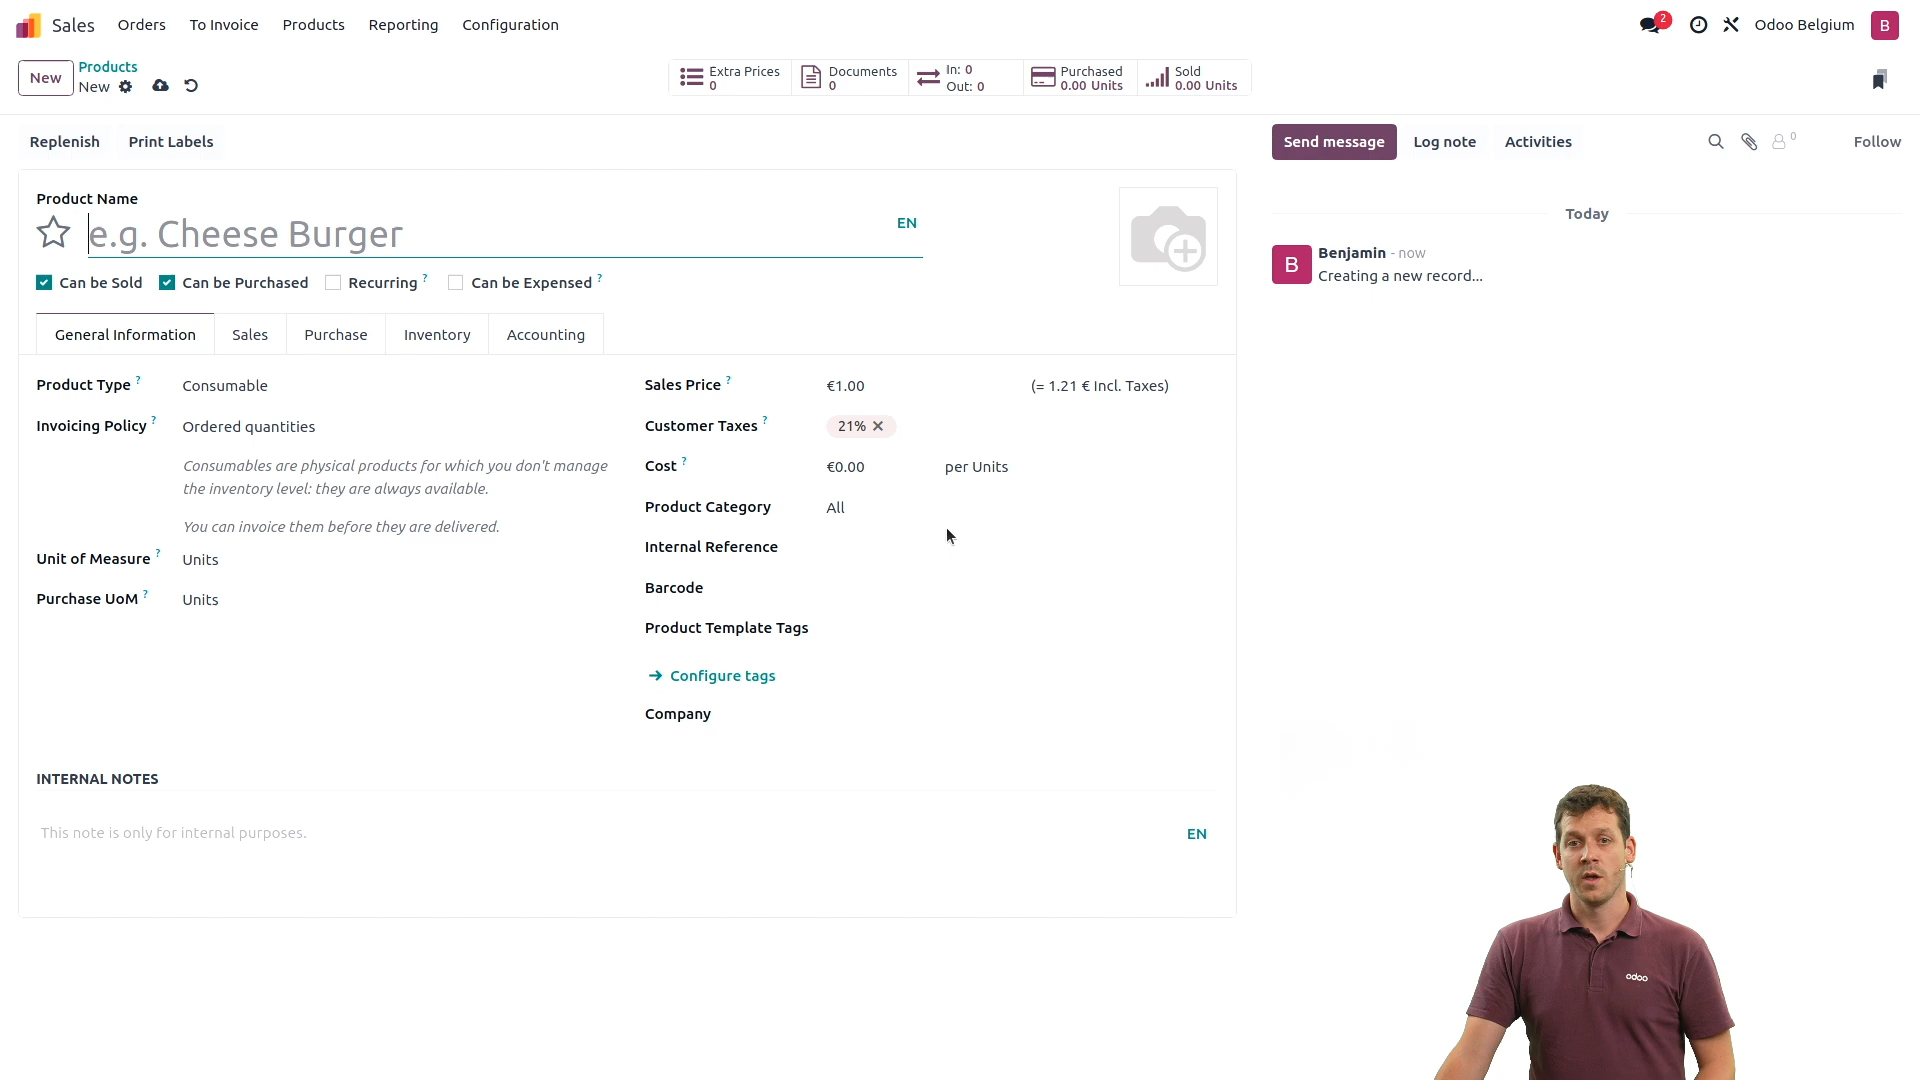 Sales Orders To Invoice Products Reporting Configuration 2 Odoo Belgium B
New Products
New
Extra Prices
0
Documents
0
In: 0
Out: 0
Purchased
0.00 Units
Sold
0.00 Units
Replenish Print Labels
Send message Log note Activities 0 Follow
Product Name
e.g. Cheese Burger EN
Can be Sold Can be Purchased Recurring ? Can be Expensed ?
General Information Sales Purchase Inventory Accounting
Product Type ? Consumable
Invoicing Policy ? Ordered quantities
Consumables are physical products for which you don't manage
the inventory level: they are always available.
You can invoice them before they are delivered.
Unit of Measure ? Units
Purchase UoM ? Units
Sales Price ? €1.00 (= 1.21 € Incl. Taxes)
Customer Taxes ? 21% ×
Cost ? €0.00 per Units
Product Category All
Internal Reference
Barcode
Product Template Tags
→ Configure tags
Company
INTERNAL NOTES
This note is only for internal purposes. EN
Today
B Benjamin - now
Creating a new record...
odoo